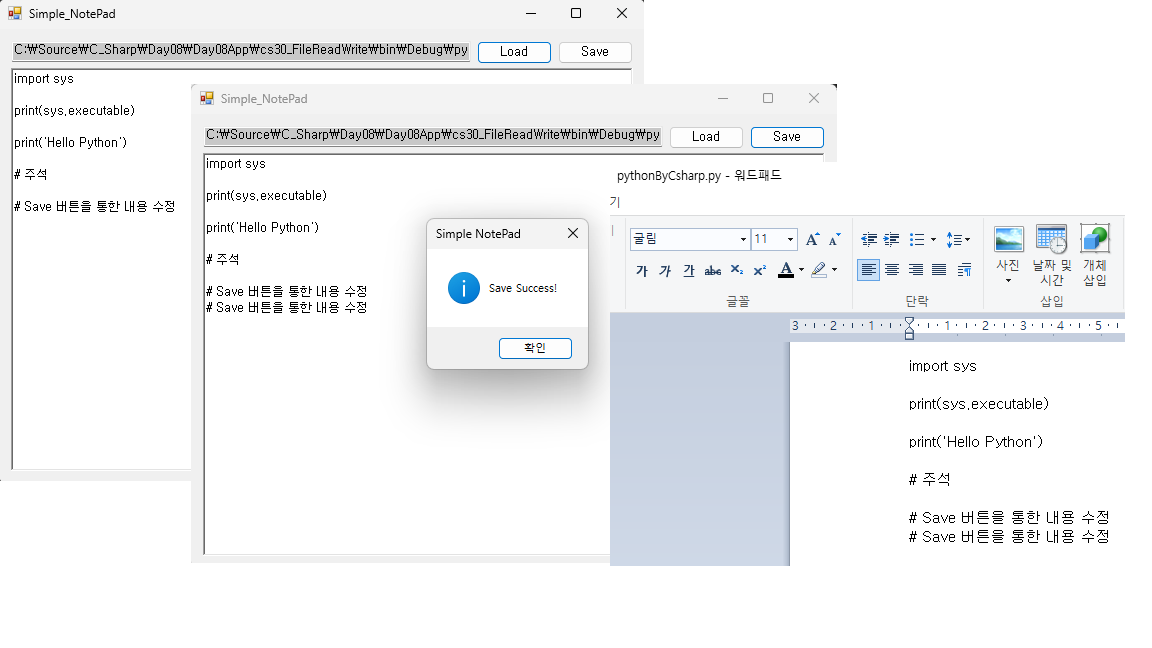 Simple_NotePad
C:₩Source₩C_Sharp₩Day08₩Day08App₩cs30_FileReadWrite₩bin₩Debug₩py
Load
Save
import sys
print(sys,executable)
print('Hello Python')
# 주석
# Save 버튼을 통한 내용 수정
Simple_NotePad
C:₩Source₩C_Sharp₩Day08₩Day08App₩cs30_FileReadWrite₩bin₩Debug₩py
Load
Save
import sys
print(sys,executable)
print('Hello Python')
# 주석
# Save 버튼을 통한 내용 수정
# Save 버튼을 통한 내용 수정
Simple NotePad
Save Success!
확인
pythonByCsharp.py - 워드패드
기
굴림
11
가 가 가 abc X₂ X²
글꼴
단락
사진
날짜 및
시간
개체
삽입
삽입
3 2 1 1 2 3 4 5
import sys
print(sys,executable)
print('Hello Python')
# 주석
# Save 버튼을 통한 내용 수정
# Save 버튼을 통한 내용 수정